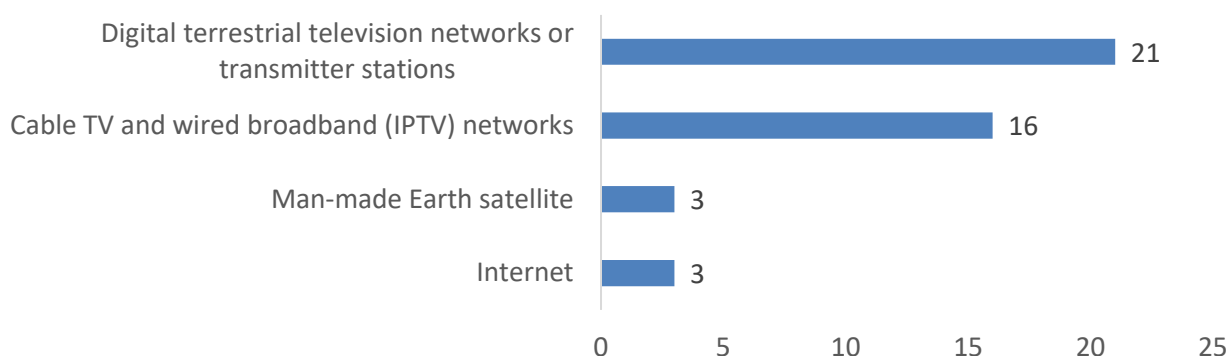 Digital terrestrial television networks or
transmitter stations
21
Cable TV and wired broadband (IPTV) networks
16
Man-made Earth satellite
3
Internet
3
0 5 10 15 20 25